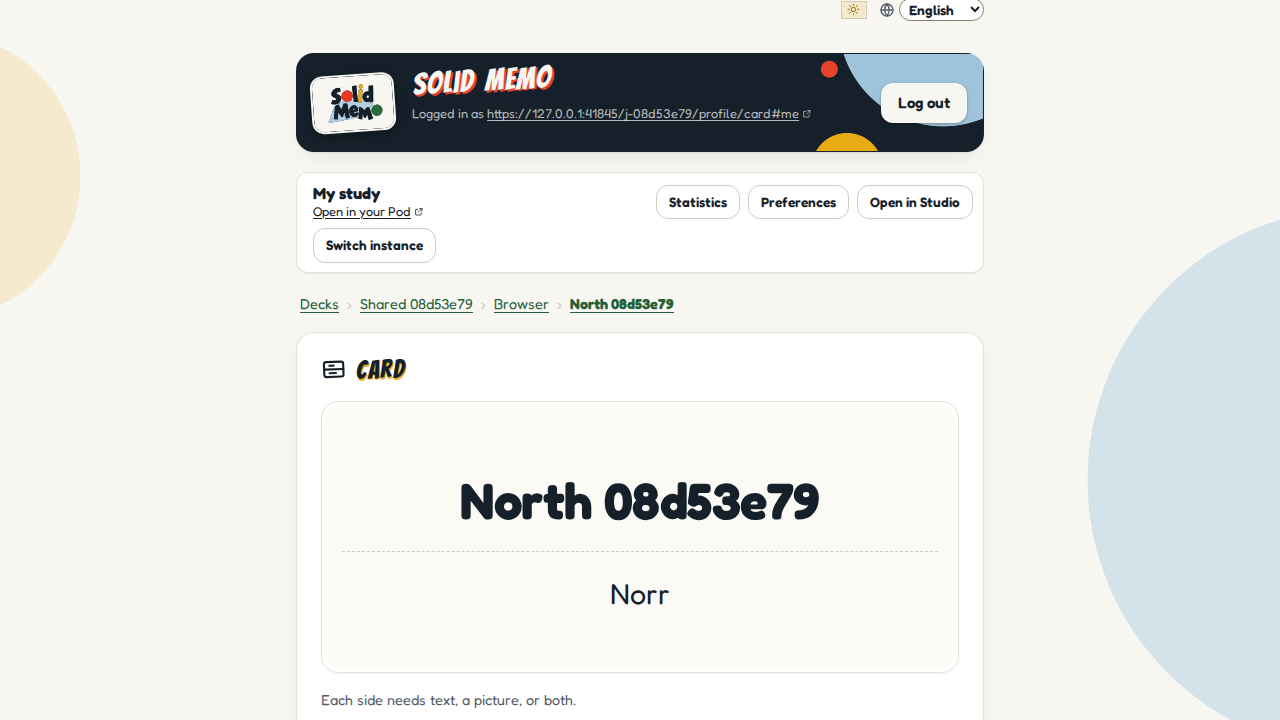 English
Solid Memo
SOLID MEMO
Logged in as https://127.0.0.1:41845/j-08d53e79/profile/card#me
Log out
My study
Open in your Pod
Statistics
Preferences
Open in Studio
Switch instance
Decks › Shared 08d53e79 › Browser › North 08d53e79
CARD
North 08d53e79
Norr
Each side needs text, a picture, or both.